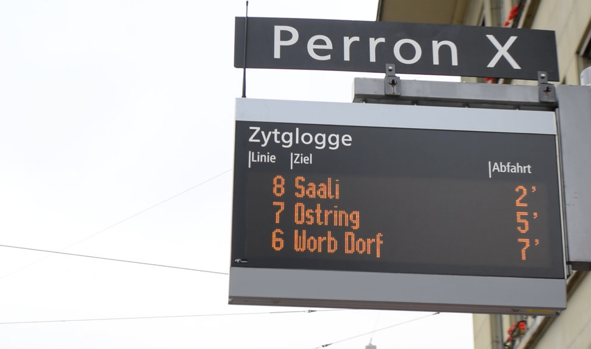 Perron X
Zytglogge
Linie Ziel Abfahrt
8 Saali 2'
7 Ostring 5'
6 Worb Dorf 7'